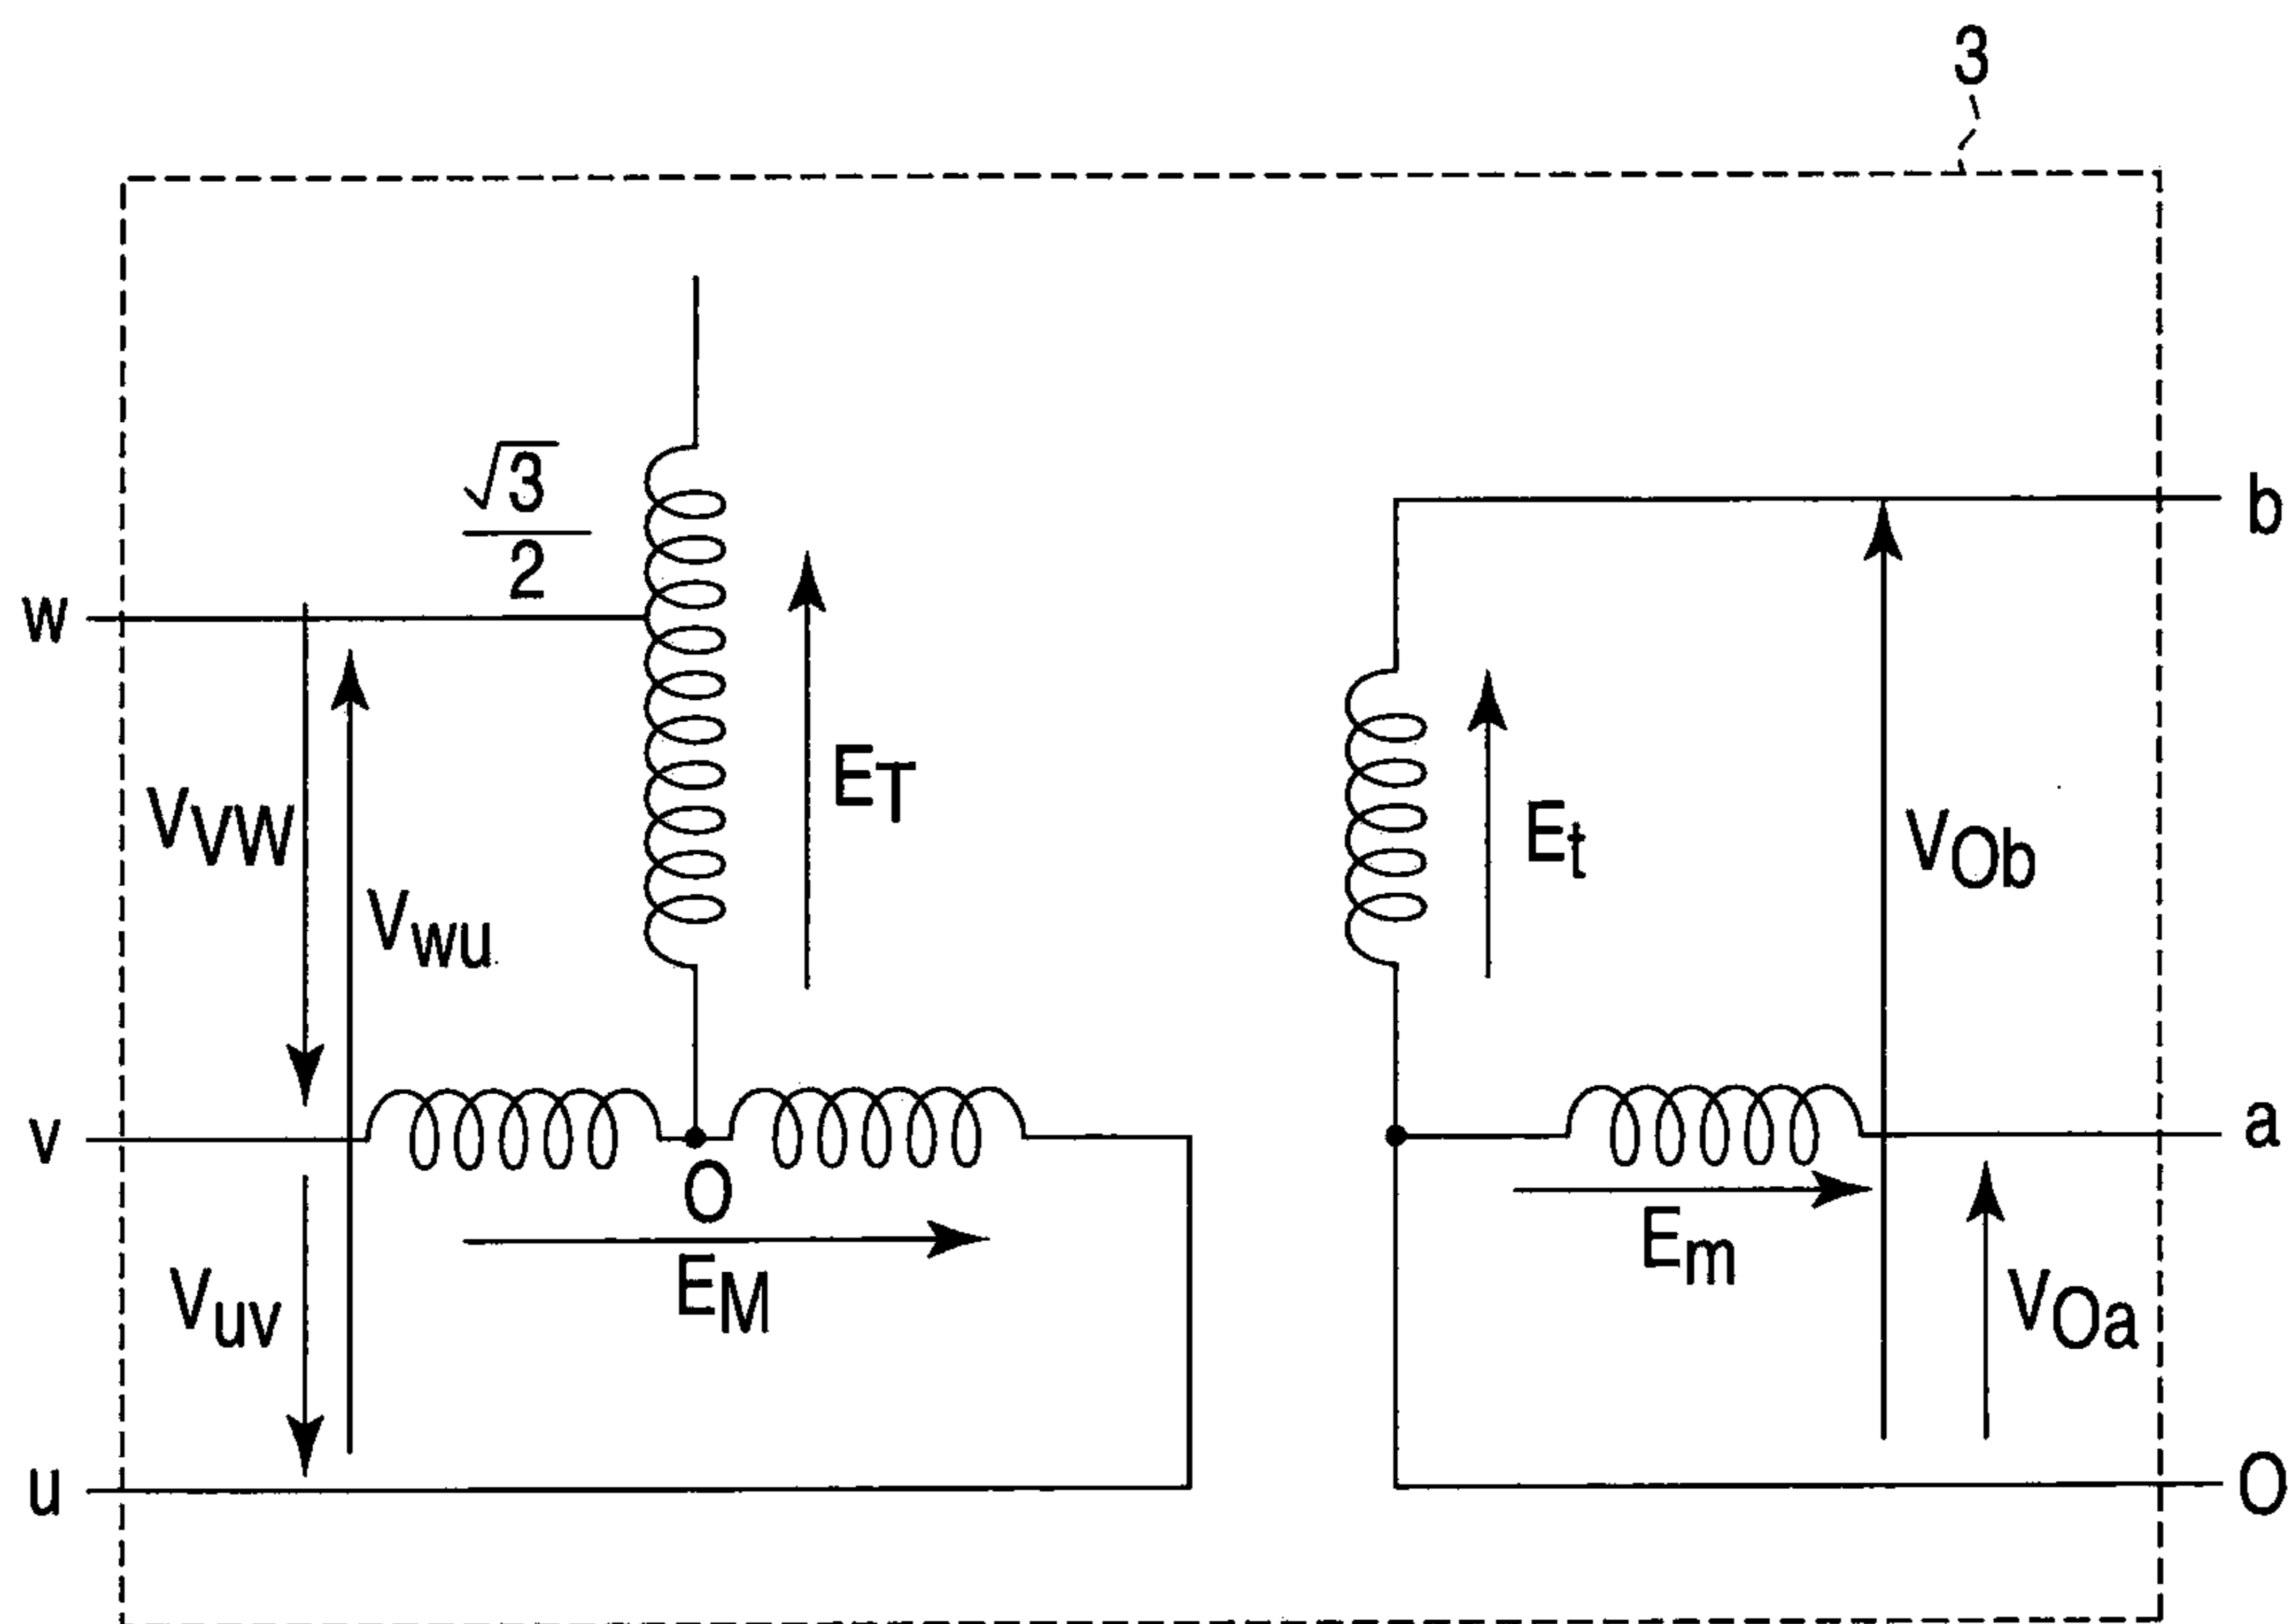 3
√3
2
b
w
E_T
V_VW
E_t
V_Ob
V_wu
v
a
O
E_M
E_m
V_uv
V_Oa
u
O